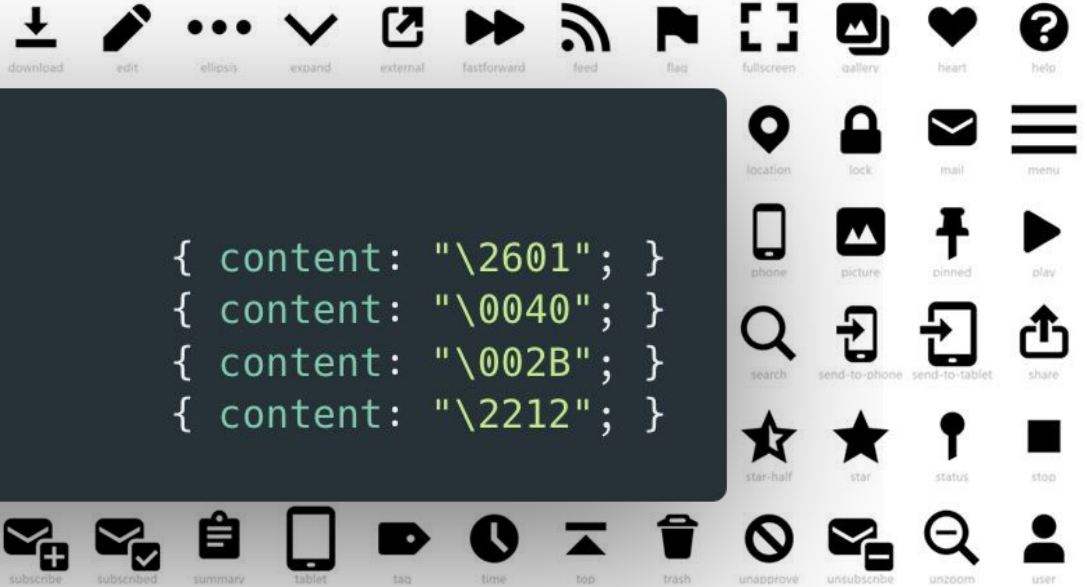 download edit ellipsis expand external fastforward feed flag fullscreen gallery heart help
location lock mail menu
{ content: "\2601"; }
phone picture pinned play
{ content: "\0040"; }
{ content: "\002B"; }
search send-to-phone send-to-tablet share
{ content: "\2212"; }
star-half star status stop
subscribe subscribed summary tablet tag time top trash unapprove unsubscribe unzoom user